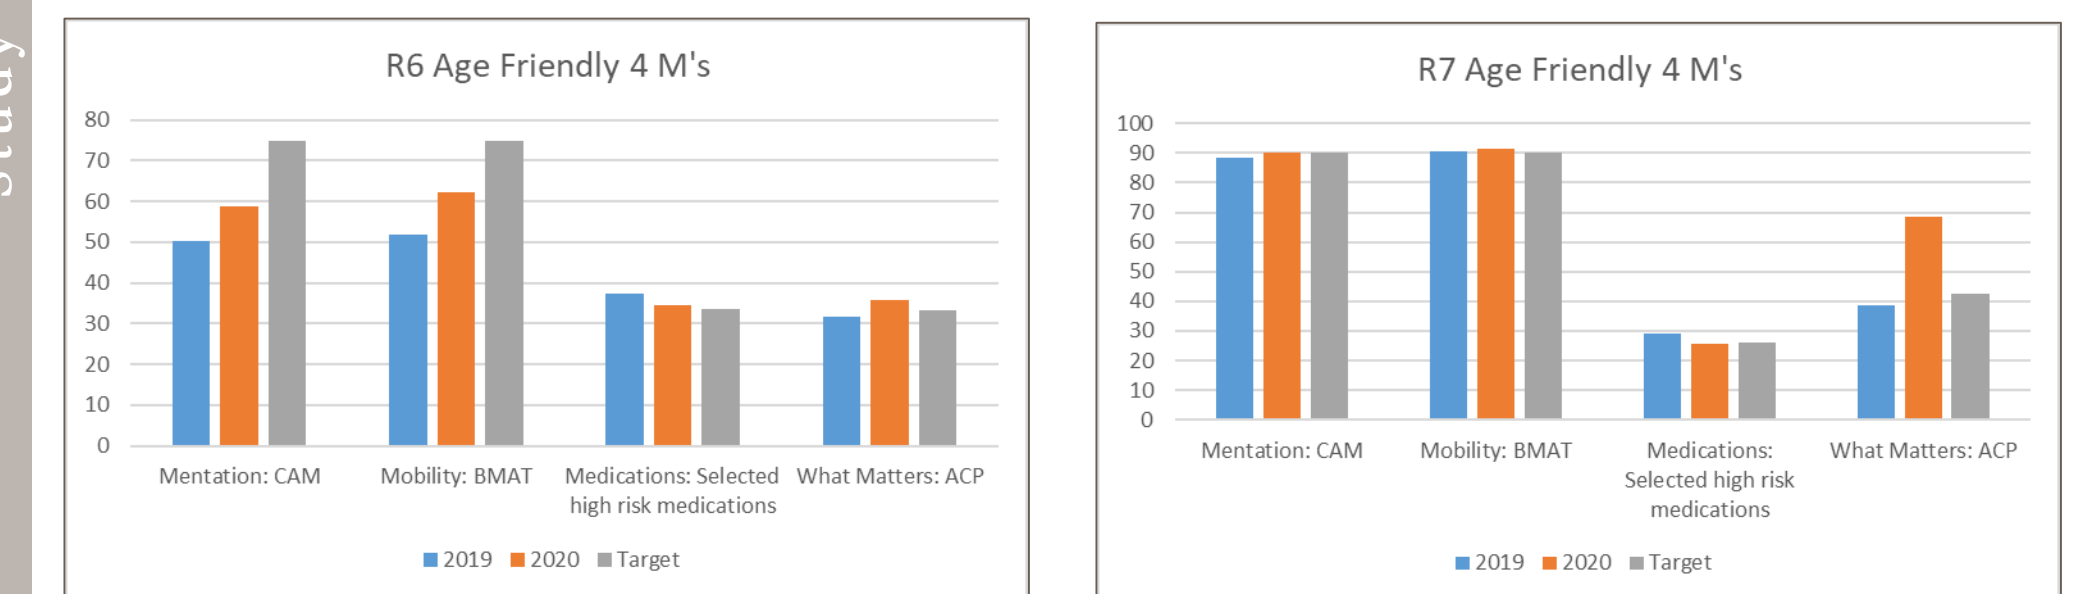 Study
R6 Age Friendly 4 M's
80
70
60
50
40
30
20
10
0
Mentation: CAM
Mobility: BMAT
Medications: Selected
high risk medications
What Matters: ACP
2019 2020 Target
R7 Age Friendly 4 M's
100
90
80
70
60
50
40
30
20
10
0
Mentation: CAM
Mobility: BMAT
Medications:
Selected high risk
medications
What Matters: ACP
2019 2020 Target